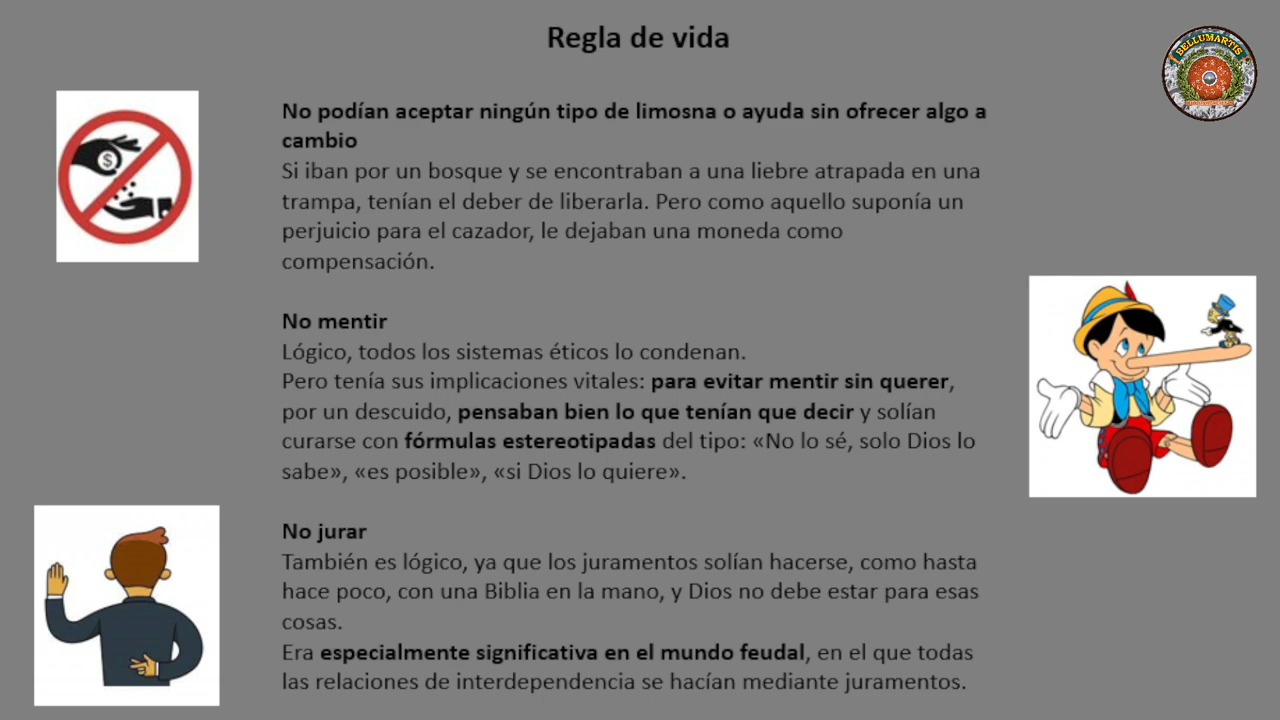 Regla de vida
BELLUMARTIS
No podían aceptar ningún tipo de limosna o ayuda sin ofrecer algo a
cambio
Si iban por un bosque y se encontraban a una liebre atrapada en una
trampa, tenían el deber de liberarla. Pero como aquello suponía un
perjuicio para el cazador, le dejaban una moneda como
compensación.
$
No mentir
Lógico, todos los sistemas éticos lo condenan.
Pero tenía sus implicaciones vitales: para evitar mentir sin querer,
por un descuido, pensaban bien lo que tenían que decir y solían
curarse con fórmulas estereotipadas del tipo: «No lo sé, solo Dios lo
sabe», «es posible», «si Dios lo quiere».
No jurar
También es lógico, ya que los juramentos solían hacerse, como hasta
hace poco, con una Biblia en la mano, y Dios no debe estar para esas
cosas.
Era especialmente significativa en el mundo feudal, en el que todas
las relaciones de interdependencia se hacían mediante juramentos.